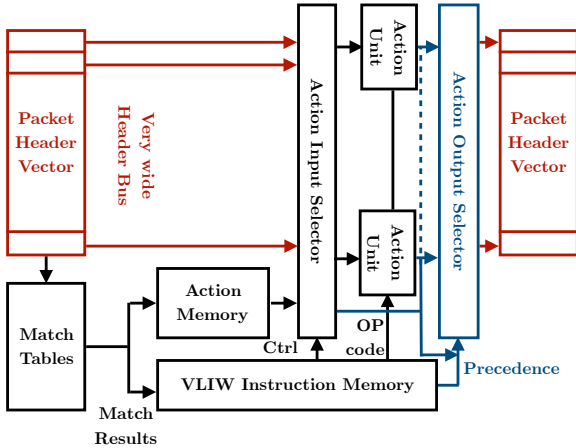 Packet
Header
Vector
Very wide
Header Bus
Action Input Selector
Action
Unit
Action
Unit
Action Output Selector
Packet
Header
Vector
Match
Tables
Action
Memory
Ctrl
OP
code
VLIW Instruction Memory
Precedence
Match
Results